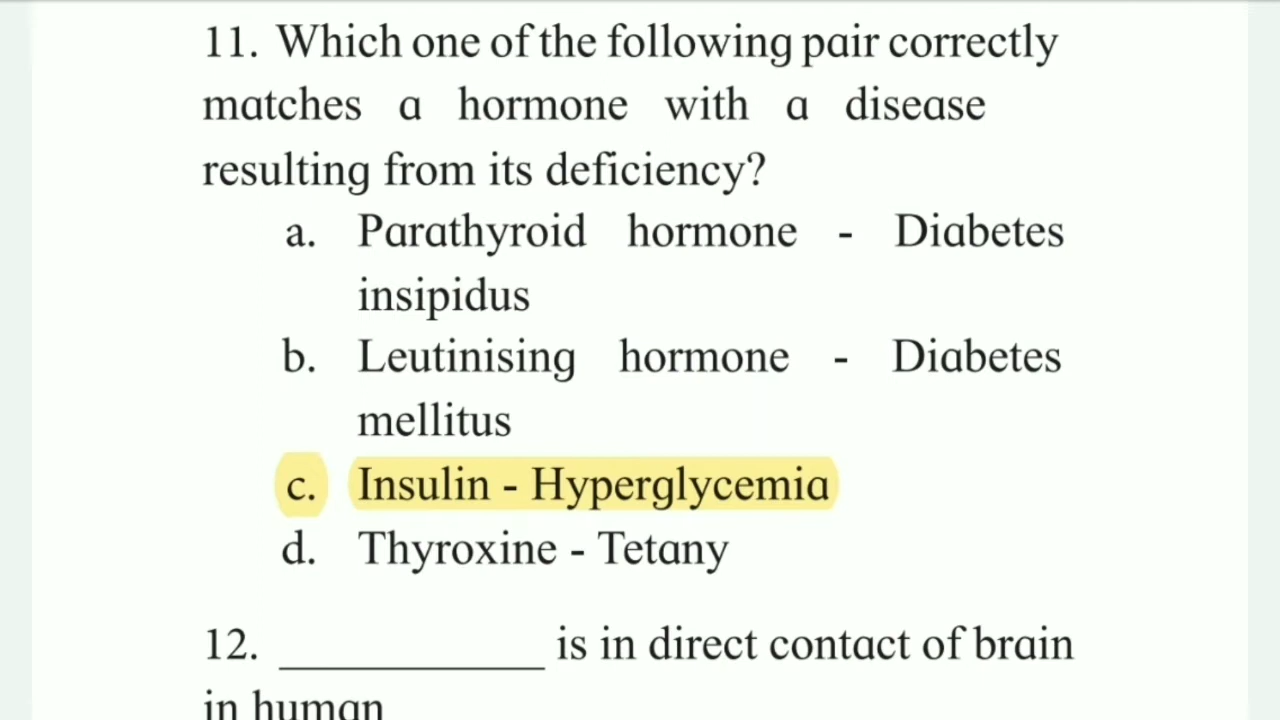 11. Which one of the following pair correctly
matches a hormone with a disease
resulting from its deficiency?
a. Parathyroid hormone - Diabetes
insipidus
b. Leutinising hormone - Diabetes
mellitus
c. Insulin - Hyperglycemia
d. Thyroxine - Tetany
12. ____________ is in direct contact of brain
in human